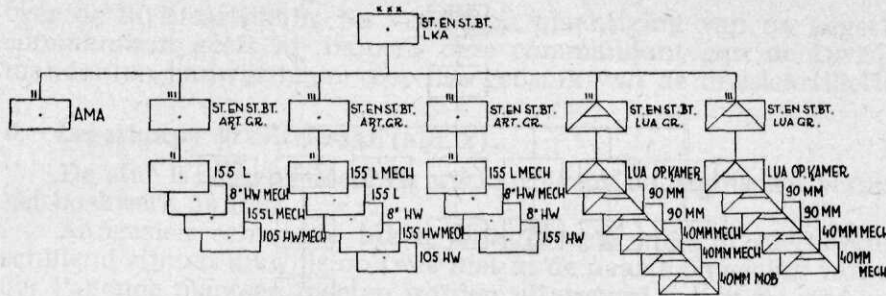 ST. EN ST. BT.
LKA
AMA
ST. EN ST. BT.
ART. GR.
ST. EN ST. BT.
ART. GR.
ST. EN ST. BT.
ART. GR.
ST. EN ST. BT.
LUA GR.
ST. EN ST. BT.
LUA GR.
155 L
8" HW MECH
155 L MECH
105 HW MECH
155 L MECH
155 L
8" HW
155 HW MECH
105 HW
155 L MECH
8" HW MECH
8" HW
155 HW
LUA OP. KAMER
90 MM
90 MM
40 MM MECH
40 MM MECH
40 MM MOB
LUA OP. KAMER
90 MM
90 MM
40 MM MECH
40 MM MECH
40 MM
MECH